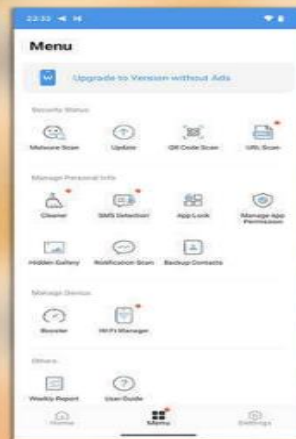 22:33
Menu
Upgrade to Version without Ads
Security Status
Malware Scan Update QR Code Scan URL Scan
Manage Personal Info
Cleaner SMS Detection App Lock Manage App Permission
Hidden Gallery Notification Scan Backup Contacts
Manage Device
Booster Wi-Fi Manager
Others
Weekly Report User Guide
Home Menu Settings